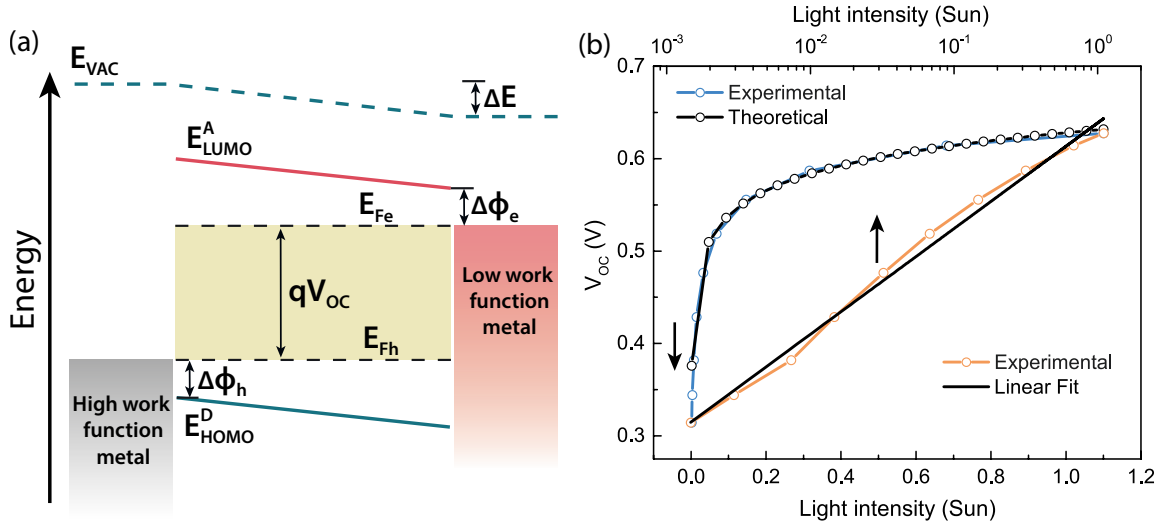 (a)
E_VAC
ΔE
E^A_LUMO
Δϕ_e
E_Fe
Energy
qV_OC
Low work
function
metal
E_Fh
Δϕ_h
High work
function
metal
E^D_HOMO
(b)
Light intensity (Sun)
10^-3 10^-2 10^-1 10^0
0.7
0.6
0.5
0.4
0.3
V_OC (V)
Experimental
Theoretical
Experimental
Linear Fit
0.0 0.2 0.4 0.6 0.8 1.0 1.2
Light intensity (Sun)